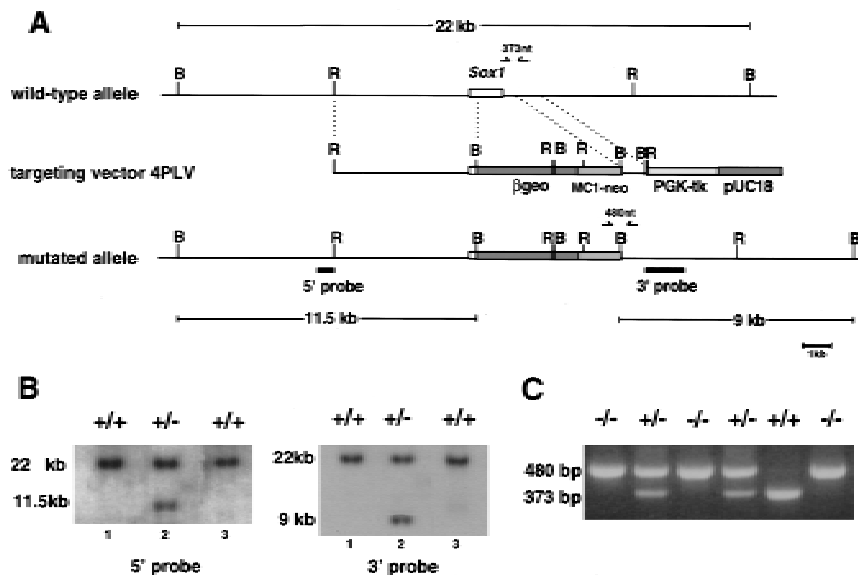 A
22 kb
373nt
Sox1
B R R B
wild-type allele
R B R B R B B R
targeting vector 4PLV
βgeo MC1-neo PGK-tk pUC18
480nt
B R B R B R B R B
mutated allele
5' probe 3' probe
11.5 kb 9 kb
1kb
B
+/+ +/- +/+
22 kb
11.5kb
1 2 3
5' probe
+/+ +/- +/+
22kb
9 kb
1 2 3
3' probe
C
-/- +/- -/- +/- +/+ -/-
480 bp
373 bp